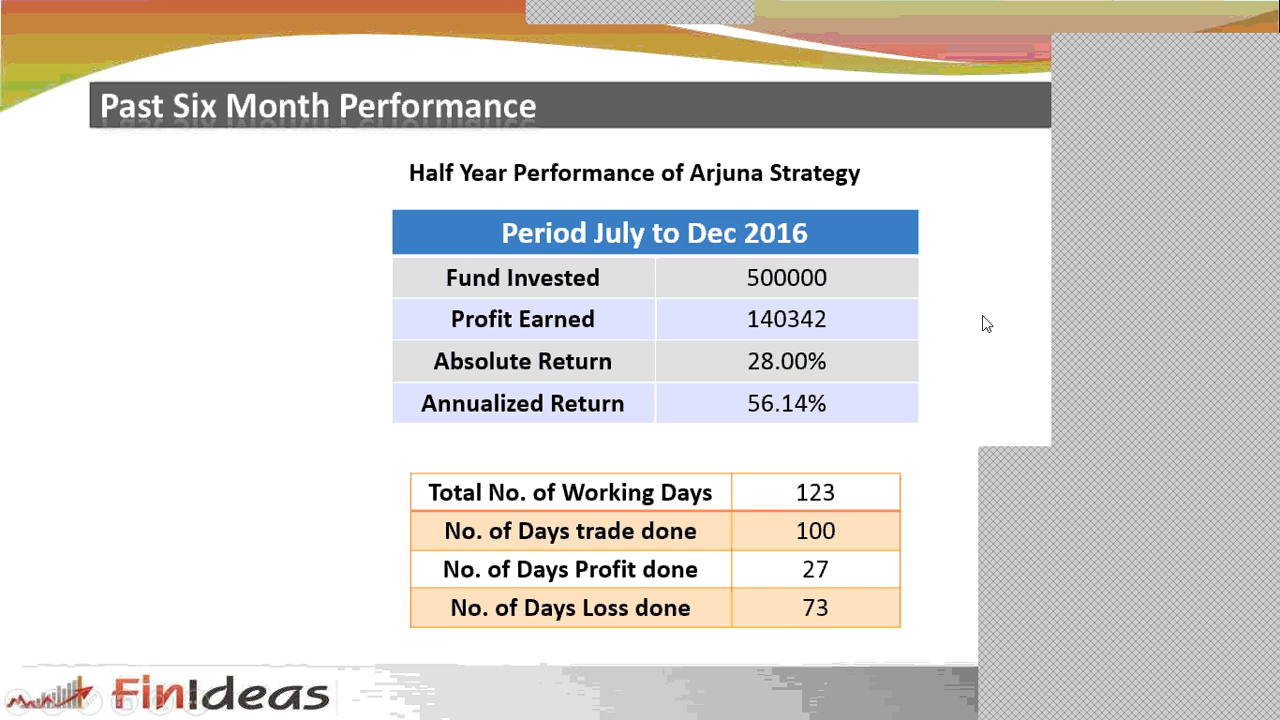 Past Six Month Performance
Half Year Performance of Arjuna Strategy
Period July to Dec 2016
Fund Invested 500000
Profit Earned 140342
Absolute Return 28.00%
Annualized Return 56.14%
Total No. of Working Days 123
No. of Days trade done 100
No. of Days Profit done 27
No. of Days Loss done 73
FinIdeas